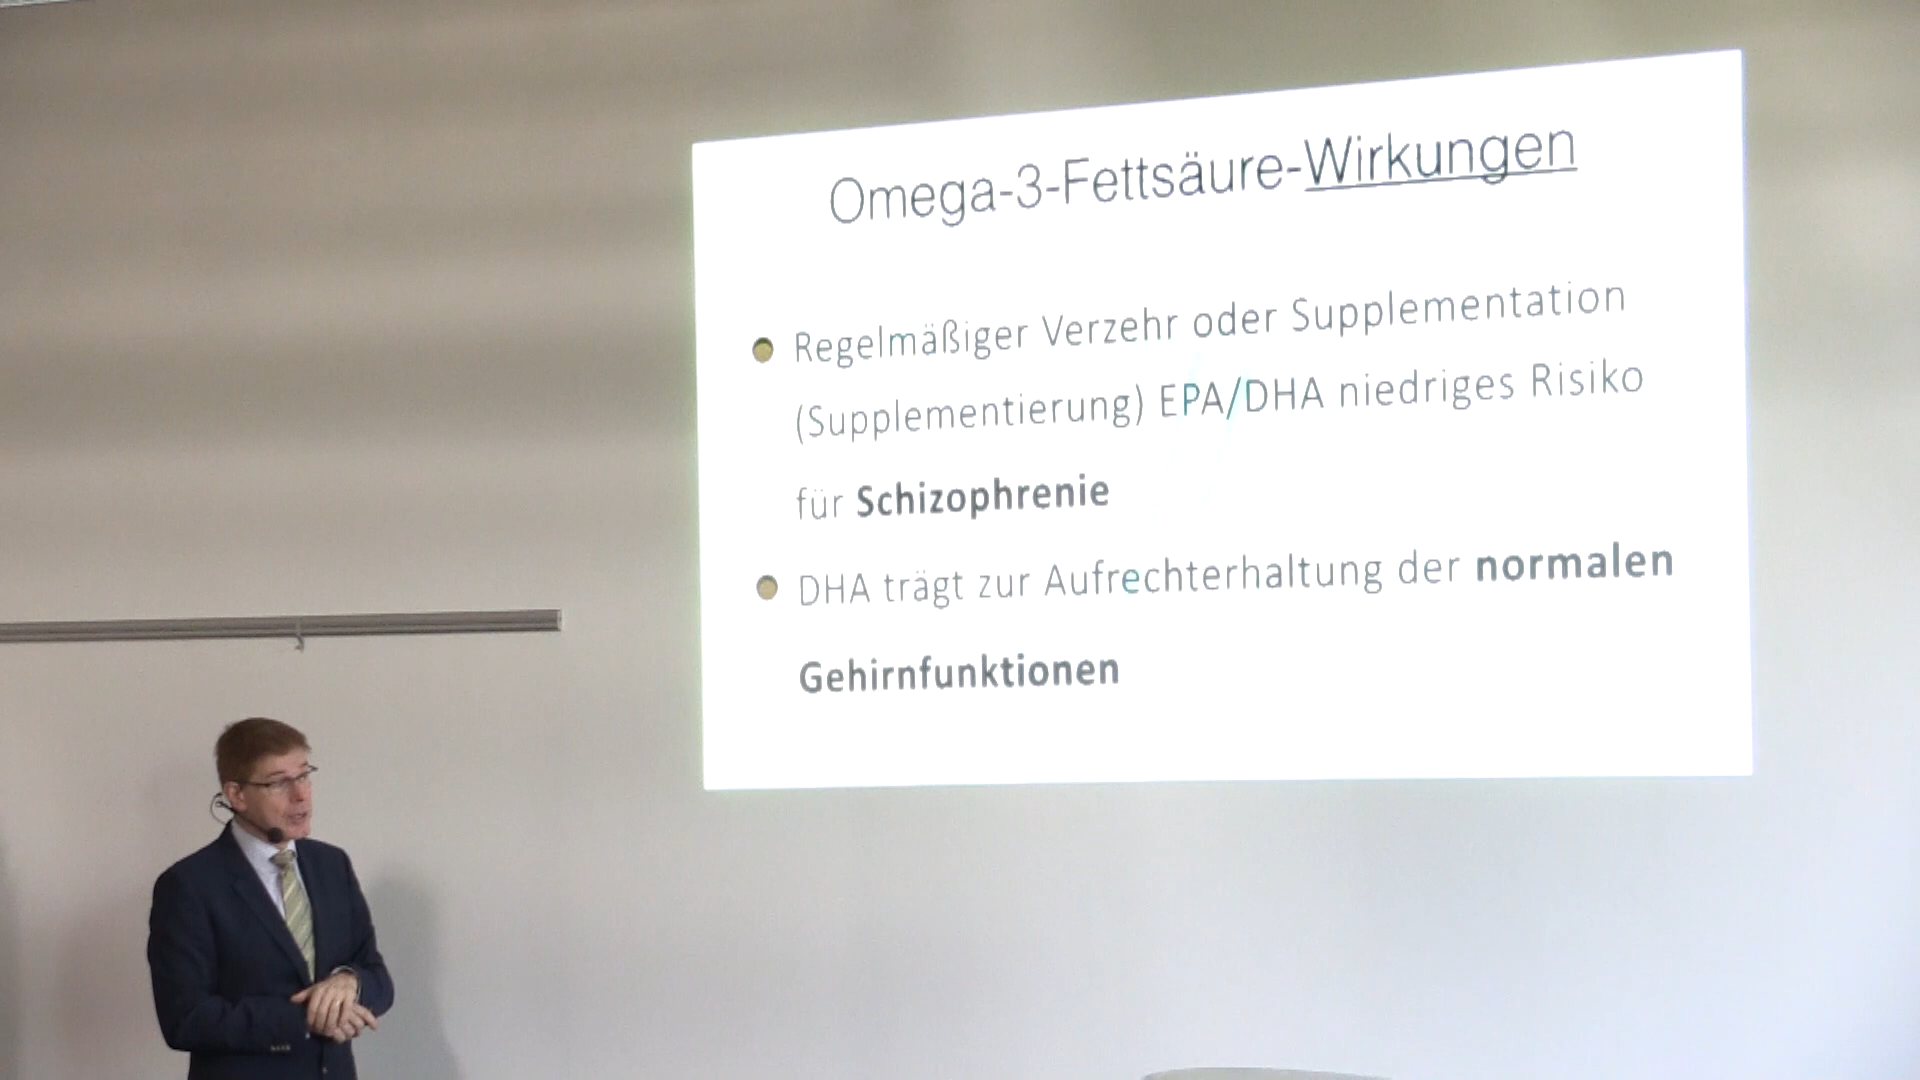 Omega-3-Fettsäure-Wirkungen
Regelmäßiger Verzehr oder Supplementation
(Supplementierung) EPA/DHA niedriges Risiko
für Schizophrenie
DHA trägt zur Aufrechterhaltung der normalen
Gehirnfunktionen